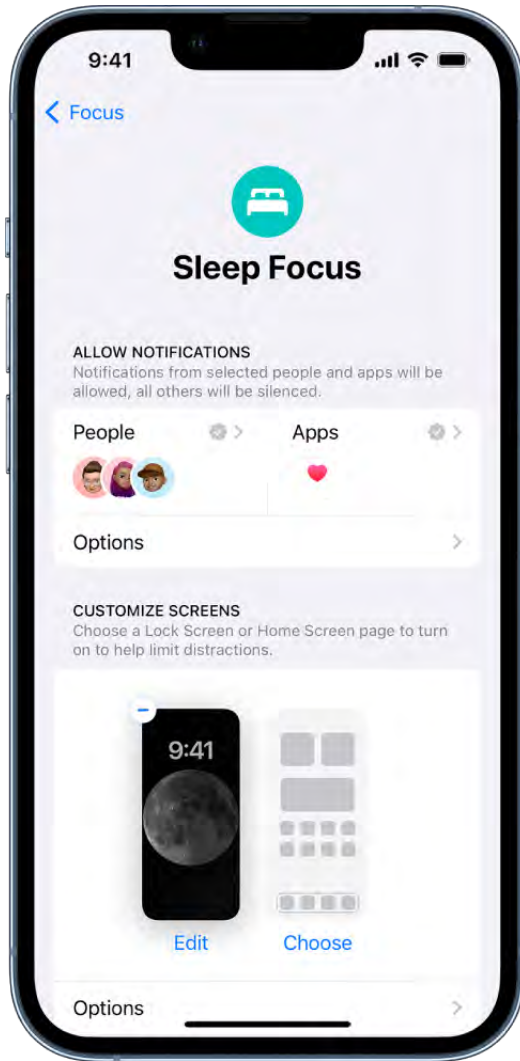 9:41
Focus
Sleep Focus
ALLOW NOTIFICATIONS
Notifications from selected people and apps will be
allowed, all others will be silenced.
People
Apps
Options
CUSTOMIZE SCREENS
Choose a Lock Screen or Home Screen page to turn
on to help limit distractions.
9:41
Edit
Choose
Options